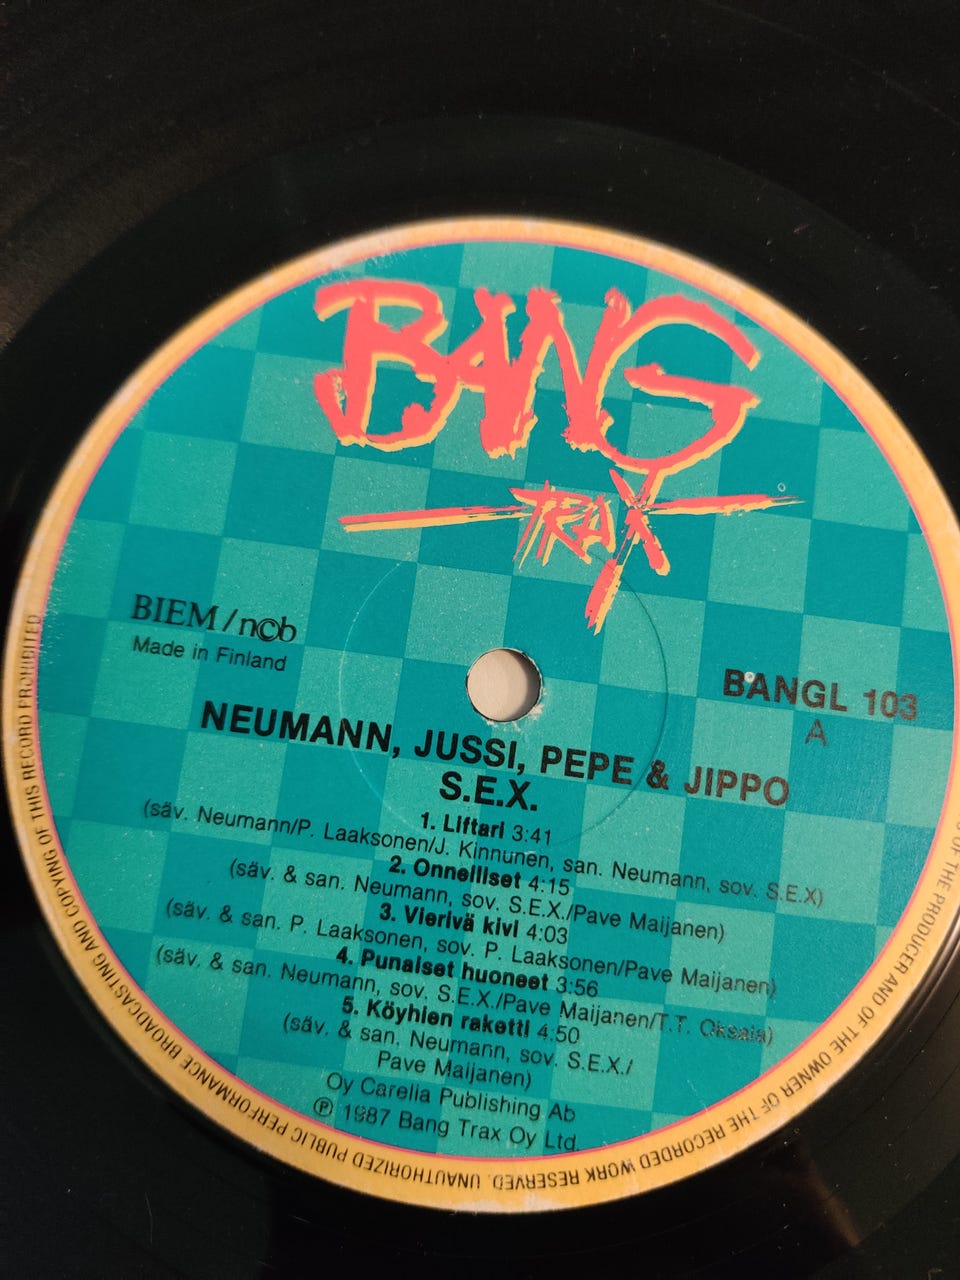 BANG
TRAX
BIEM/n©b
Made in Finland
BANGL 103
A
NEUMANN, JUSSI, PEPE & JIPPO
S.E.X.
1. Liftari 3:41
(säv. Neumann/P. Laaksonen/J. Kinnunen, san. Neumann, sov. S.E.X)
2. Onnelliset 4:15
(säv. & san. Neumann, sov. S.E.X./Pave Maijanen)
3. Vierivä kivi 4:03
(säv. & san. P. Laaksonen, sov. P. Laaksonen/Pave Maijanen)
4. Punaiset huoneet 3:56
(säv. & san. Neumann, sov. S.E.X./Pave Maijanen/T.T. Oksala)
5. Köyhien raketti 4:50
(säv. & san. Neumann, sov. S.E.X./
Pave Maijanen)
Oy Carelia Publishing Ab
℗ 1987 Bang Trax Oy Ltd.
OF THE PRODUCER AND OF THE OWNER OF THE RECORDED WORK RESERVED. UNAUTHORIZED PUBLIC PERFORMANCE BROADCASTING AND COPYING OF THIS RECORD PROHIBITED